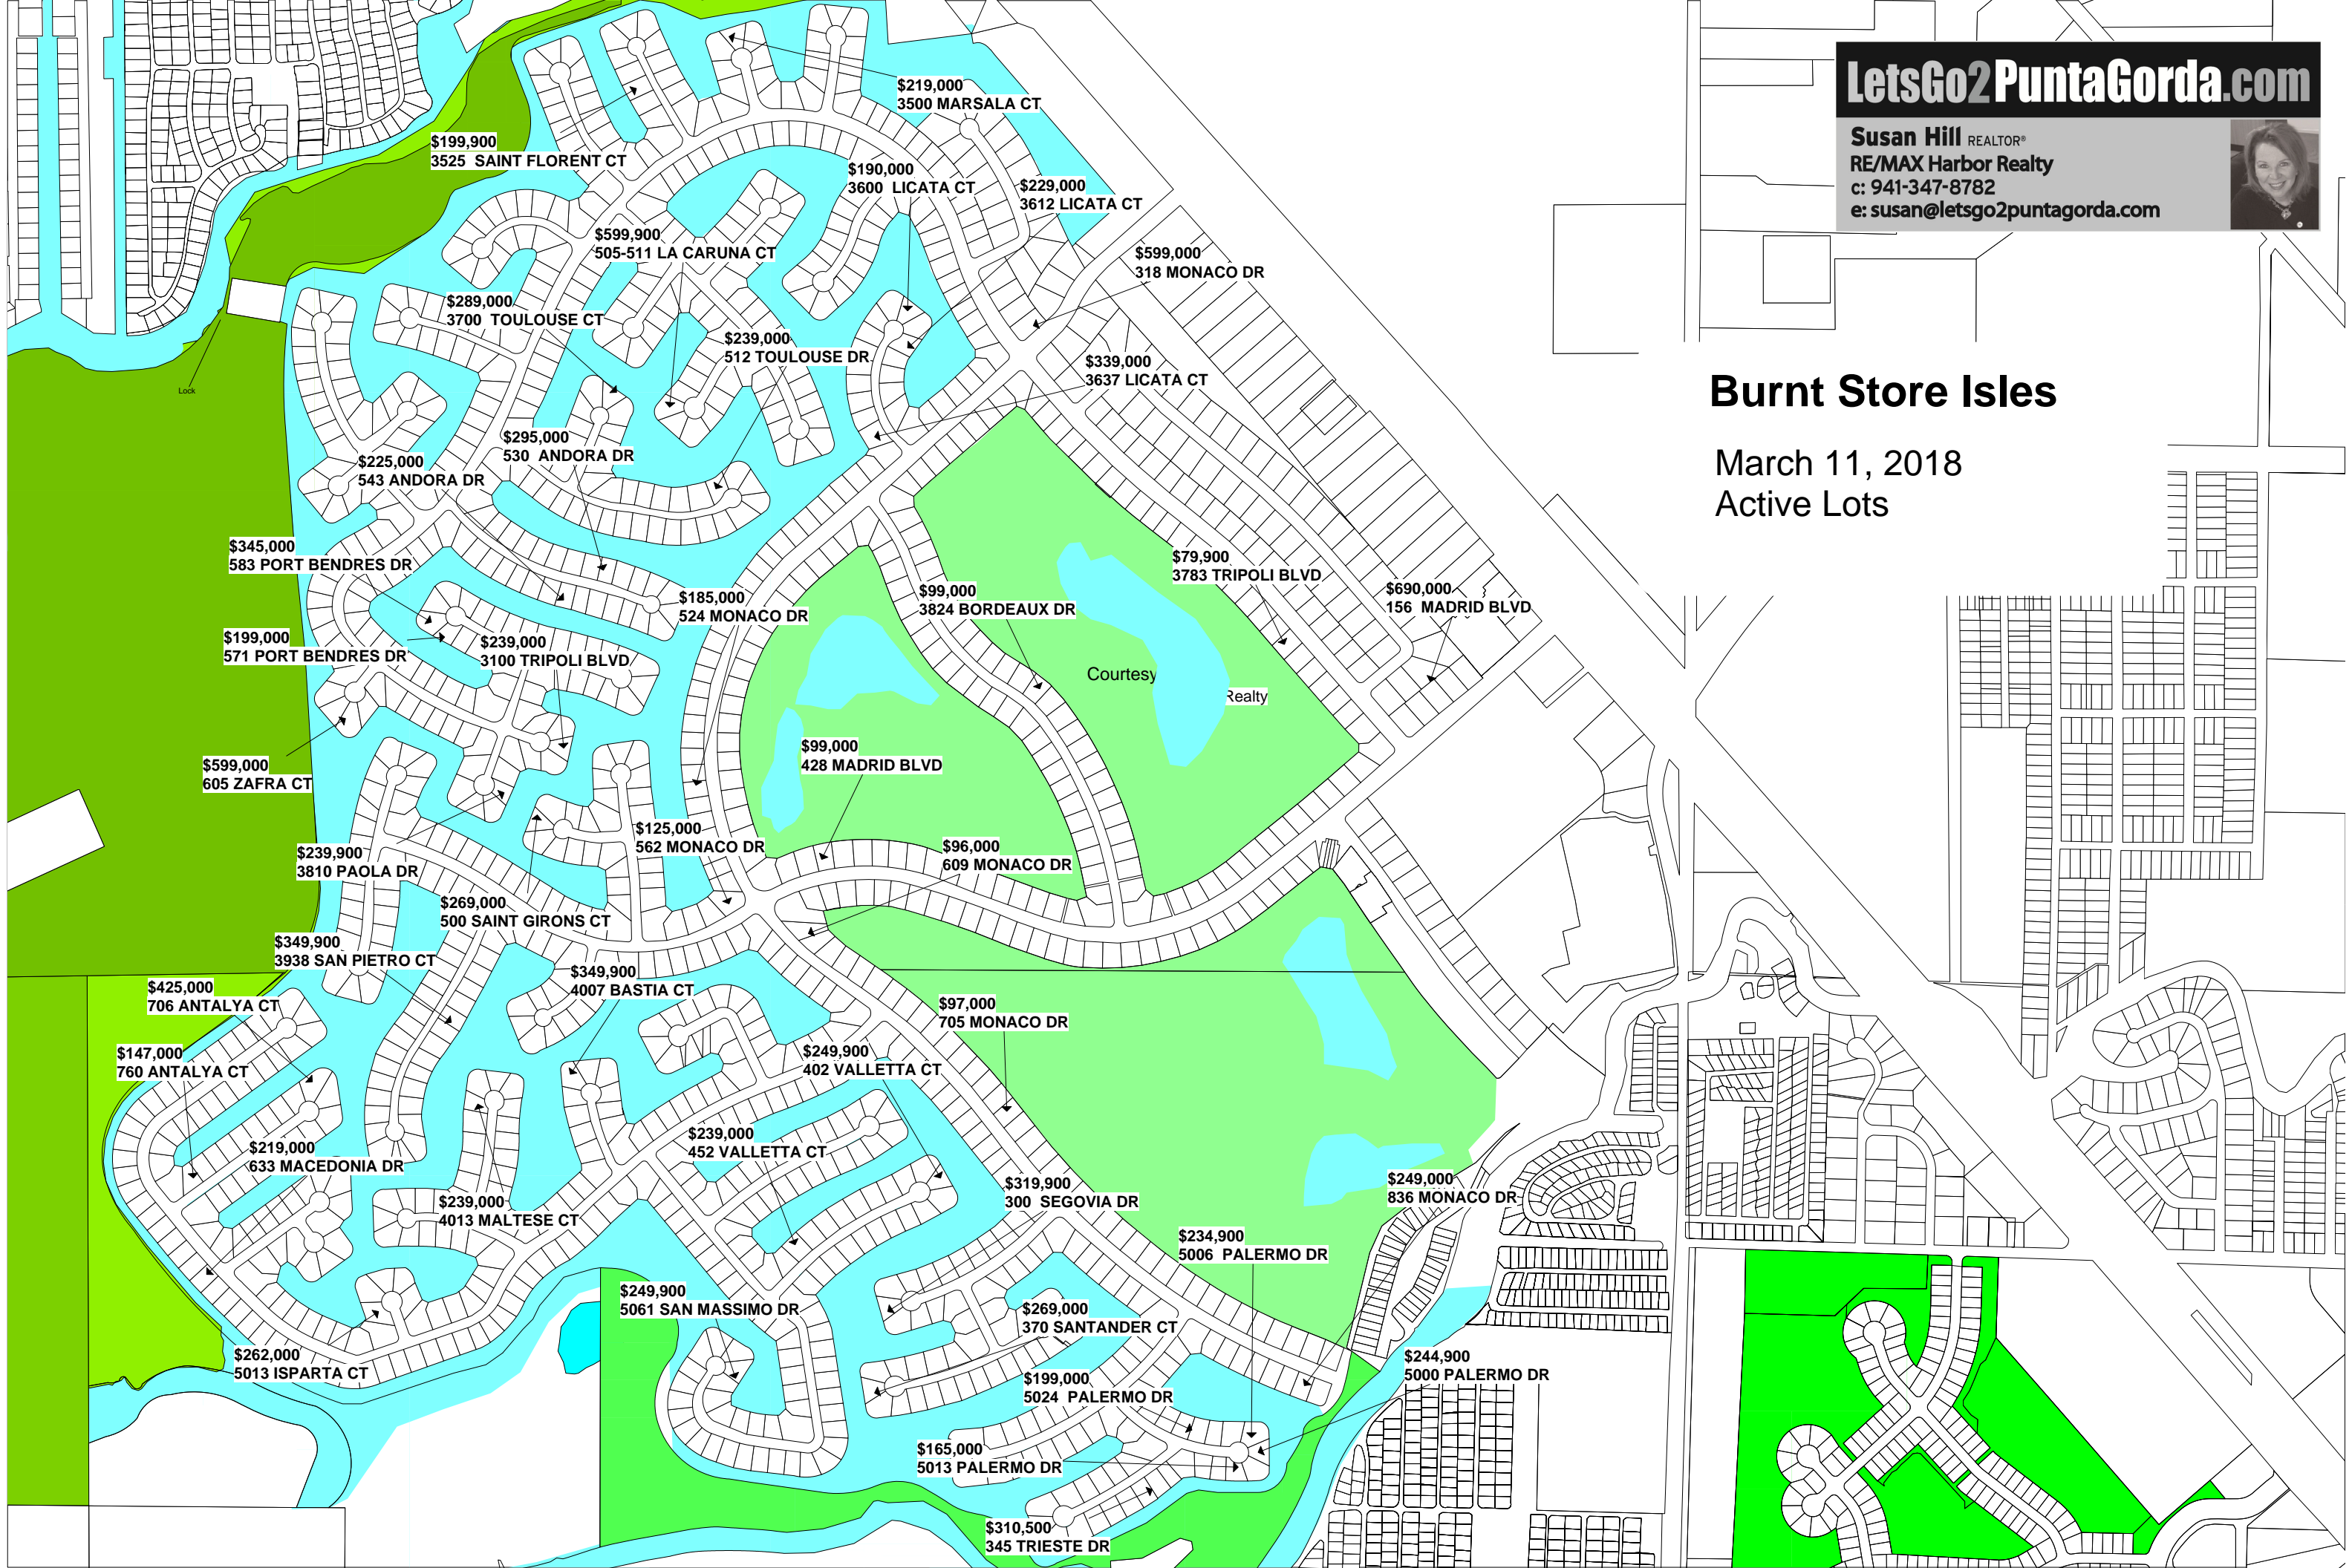 LetsGo2PuntaGorda.com
Susan Hill REALTOR®
RE/MAX Harbor Realty
c: 941-347-8782
e: susan@letsgo2puntagorda.com
Burnt Store Isles
March 11, 2018
Active Lots
$219,000
3500 MARSALA CT
$199,900
3525 SAINT FLORENT CT
$190,000
3600 LICATA CT
$229,000
3612 LICATA CT
$599,900
505-511 LA CARUNA CT
$599,000
318 MONACO DR
$289,000
3700 TOULOUSE CT
$239,000
512 TOULOUSE DR
$339,000
3637 LICATA CT
Lock
$295,000
530 ANDORA DR
$225,000
543 ANDORA DR
$345,000
583 PORT BENDRES DR
$79,900
3783 TRIPOLI BLVD
$185,000
524 MONACO DR
$99,000
3824 BORDEAUX DR
$690,000
156 MADRID BLVD
$199,000
571 PORT BENDRES DR
$239,000
3100 TRIPOLI BLVD
Courtesy
Realty
$599,000
605 ZAFRA CT
$99,000
428 MADRID BLVD
$125,000
562 MONACO DR
$96,000
609 MONACO DR
$239,900
3810 PAOLA DR
$269,000
500 SAINT GIRONS CT
$349,900
3938 SAN PIETRO CT
$349,900
4007 BASTIA CT
$425,000
706 ANTALYA CT
$97,000
705 MONACO DR
$147,000
760 ANTALYA CT
$249,900
402 VALLETTA CT
$219,000
633 MACEDONIA DR
$239,000
452 VALLETTA CT
$319,900
300 SEGOVIA DR
$249,000
836 MONACO DR
$239,000
4013 MALTESE CT
$234,900
5006 PALERMO DR
$249,900
5061 SAN MASSIMO DR
$269,000
370 SANTANDER CT
$262,000
5013 ISPARTA CT
$244,900
5000 PALERMO DR
$199,000
5024 PALERMO DR
$165,000
5013 PALERMO DR
$310,500
345 TRIESTE DR